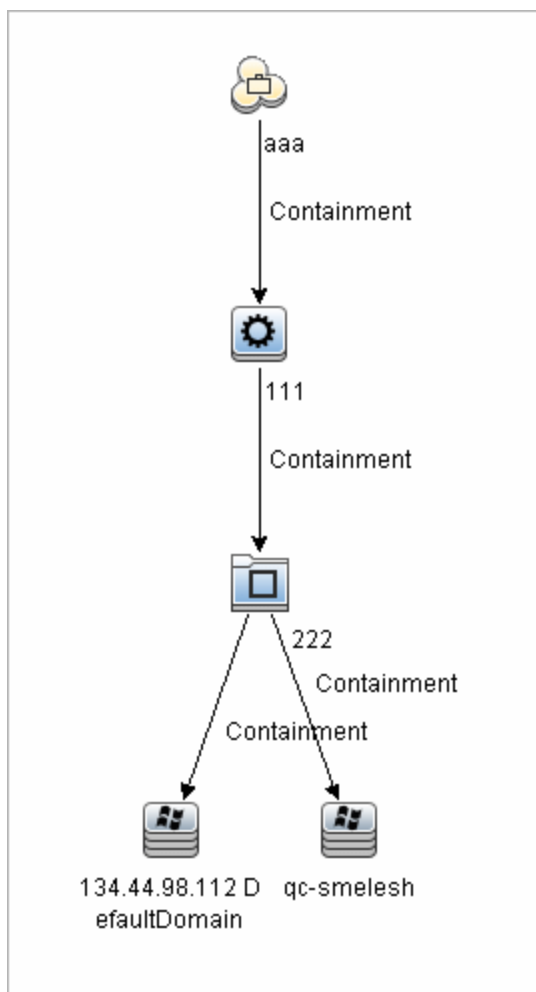 aaa
Containment
111
Containment
222
Containment
Containment
134.44.98.112 D
efaultDomain
qc-smelesh